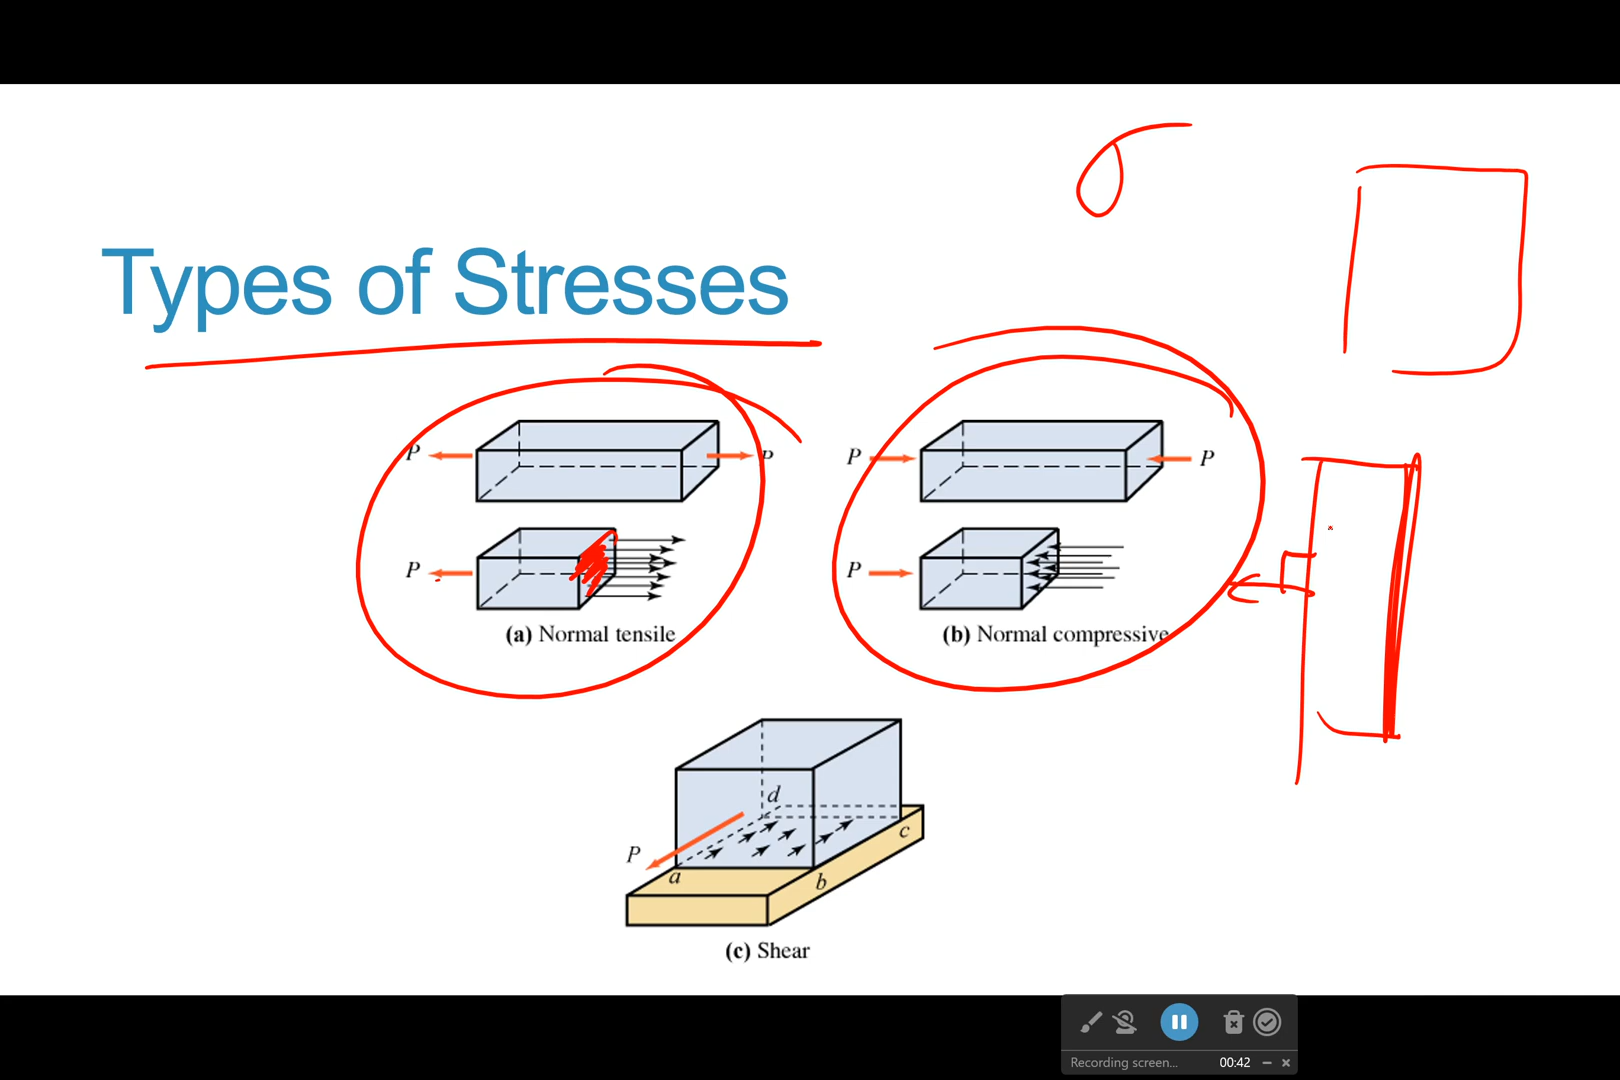 σ
Types of Stresses
P P P P
P P
(a) Normal tensile (b) Normal compressive
d
P c
a b
(c) Shear
Recording screen... 00:42